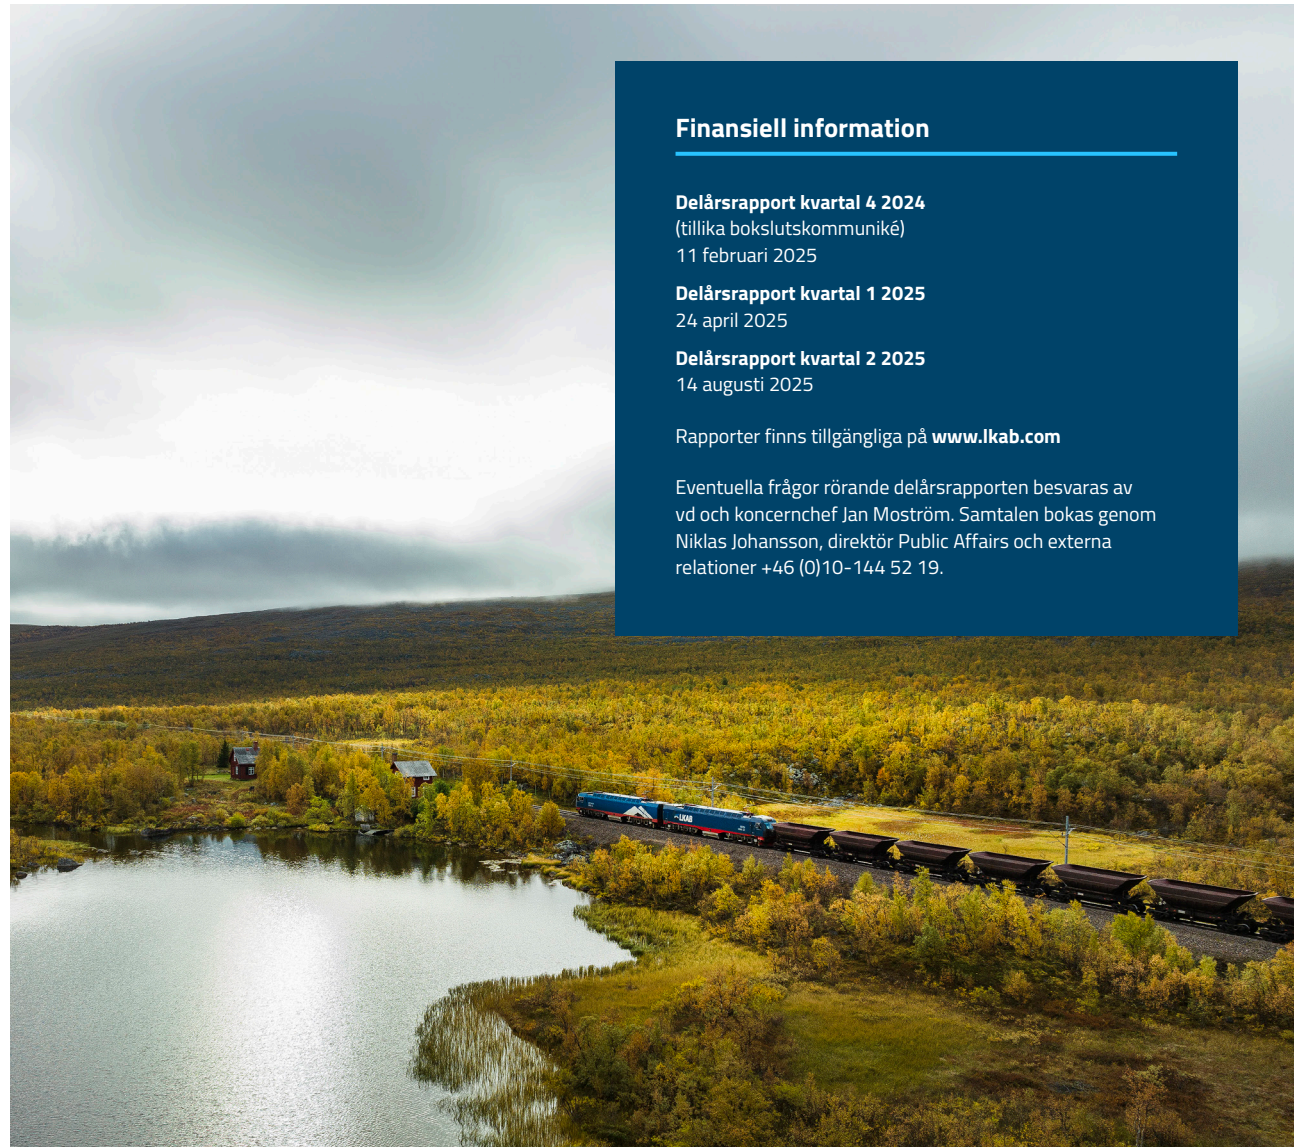 Finansiell information
Delårsrapport kvartal 4 2024
(tillika bokslutskommuniké)
11 februari 2025
Delårsrapport kvartal 1 2025
24 april 2025
Delårsrapport kvartal 2 2025
14 augusti 2025
Rapporter finns tillgängliga på www.lkab.com
Eventuella frågor rörande delårsrapporten besvaras av
vd och koncernchef Jan Moström. Samtalen bokas genom
Niklas Johansson, direktör Public Affairs och externa
relationer +46 (0)10-144 52 19.
LKAB